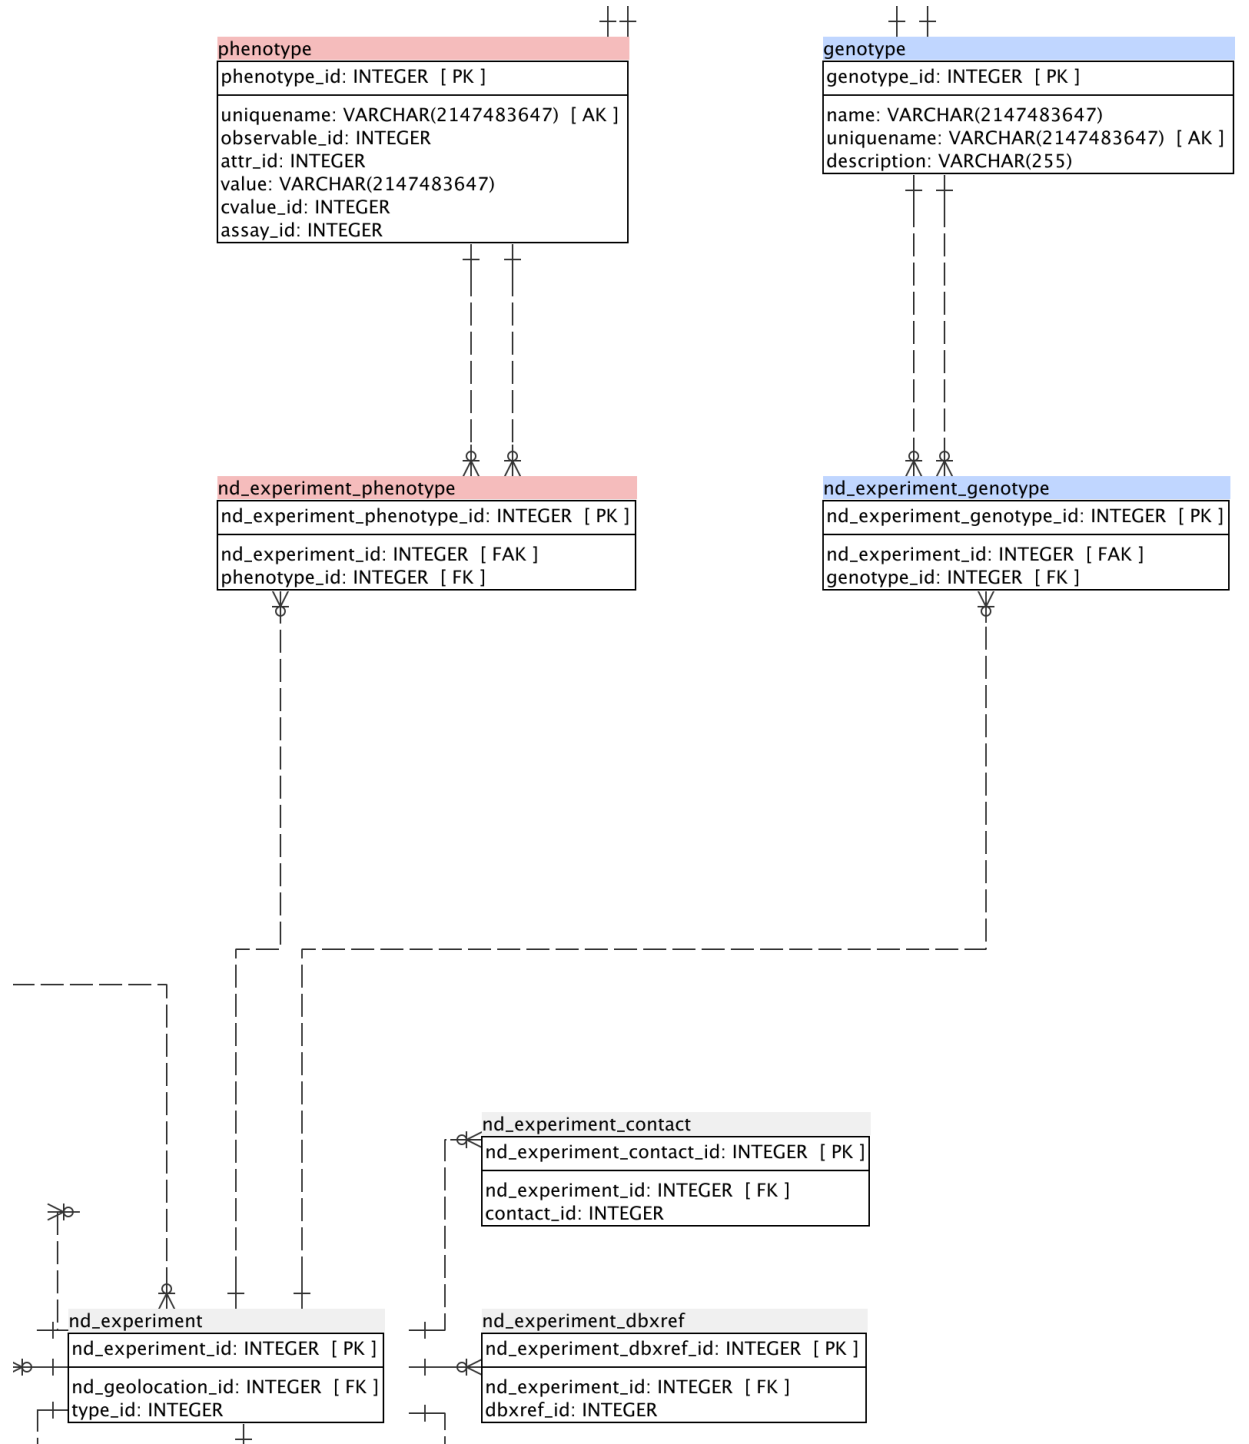 phenotype
phenotype_id: INTEGER [ PK ]
uniquename: VARCHAR(2147483647) [ AK ]
observable_id: INTEGER
attr_id: INTEGER
value: VARCHAR(2147483647)
cvalue_id: INTEGER
assay_id: INTEGER
genotype
genotype_id: INTEGER [ PK ]
name: VARCHAR(2147483647)
uniquename: VARCHAR(2147483647) [ AK ]
description: VARCHAR(255)
nd_experiment_phenotype
nd_experiment_phenotype_id: INTEGER [ PK ]
nd_experiment_id: INTEGER [ FAK ]
phenotype_id: INTEGER [ FK ]
nd_experiment_genotype
nd_experiment_genotype_id: INTEGER [ PK ]
nd_experiment_id: INTEGER [ FAK ]
genotype_id: INTEGER [ FK ]
nd_experiment_contact
nd_experiment_contact_id: INTEGER [ PK ]
nd_experiment_id: INTEGER [ FK ]
contact_id: INTEGER
nd_experiment
nd_experiment_id: INTEGER [ PK ]
nd_geolocation_id: INTEGER [ FK ]
type_id: INTEGER
nd_experiment_dbxref
nd_experiment_dbxref_id: INTEGER [ PK ]
nd_experiment_id: INTEGER [ FK ]
dbxref_id: INTEGER